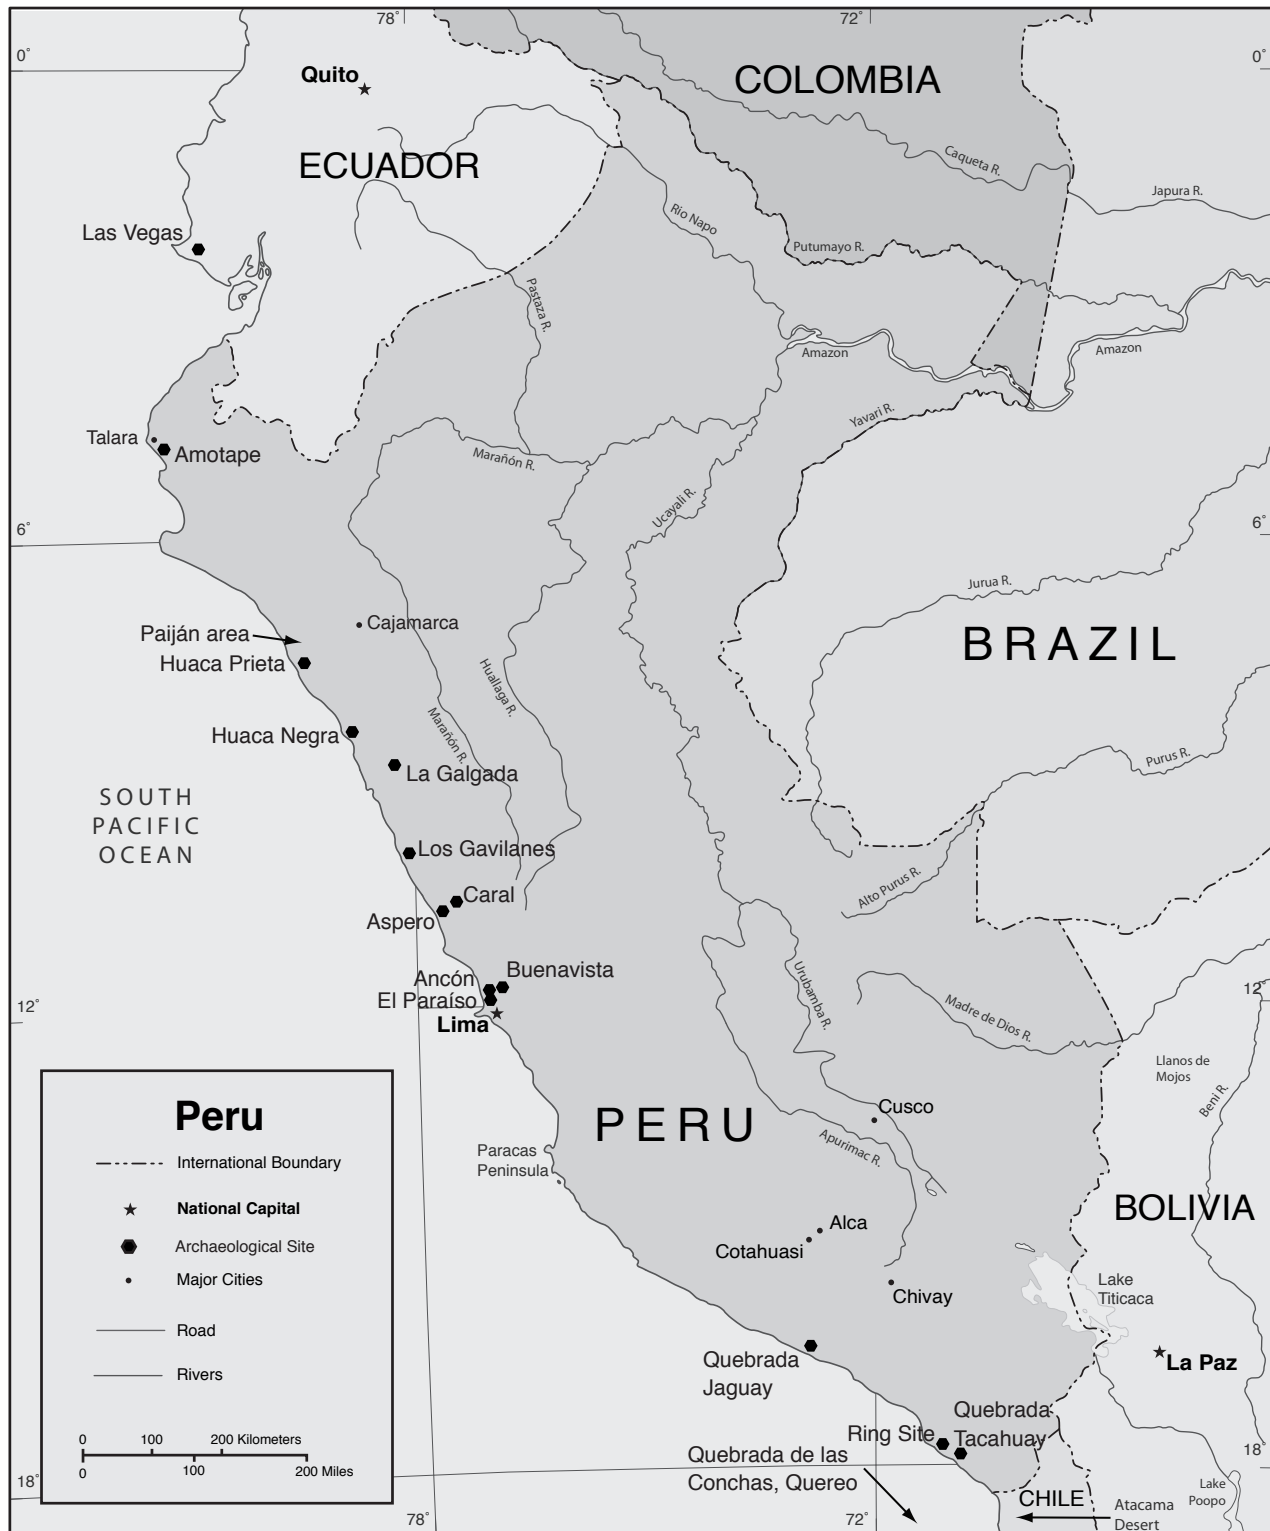 78°
72°
0°
0°
Quito
COLOMBIA
ECUADOR
Caqueta R.
Japura R.
Rio Napo
Las Vegas
Putumayo R.
Pastaza R.
Amazon
Amazon
Yavari R.
Talara
Amotape
Marañón R.
Ucayali R.
6°
6°
Jurua R.
Cajamarca
Paiján area
Huaca Prieta
BRAZIL
Huallaga R.
Marañón R.
Huaca Negra
La Galgada
Purus R.
SOUTH
PACIFIC
OCEAN
Los Gavilanes
Alto Purus R.
Caral
Aspero
Buenavista
Ancón
El Paraíso
Lima
Urubamba R.
Madre de Dios R.
12°
12°
Llanos de
Mojos
Beni R.
Peru
International Boundary
National Capital
Archaeological Site
Major Cities
Road
Rivers
0 100 200 Kilometers
0 100 200 Miles
PERU
Cusco
Apurimac R.
Paracas
Peninsula
BOLIVIA
Alca
Cotahuasi
Chivay
Lake
Titicaca
La Paz
Quebrada
Jaguay
Quebrada
Tacahuay
Ring Site
Quebrada de las
Conchas, Quereo
18°
18°
CHILE
Atacama
Desert
Lake
Poopo
78°
72°